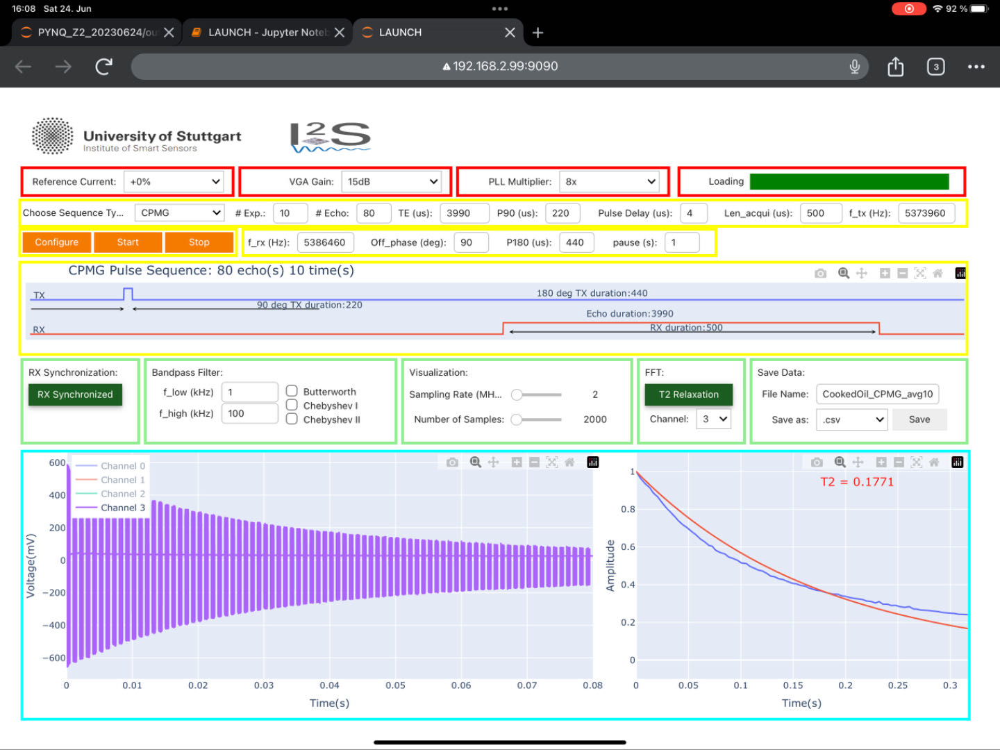 16:08 Sat 24. Jun
92 %
PYNQ_Z2_20230624/ou
LAUNCH - Jupyter Noteb
LAUNCH
192.168.2.99:9090
3
University of Stuttgart
Institute of Smart Sensors
I2S
Reference Current: +0%
VGA Gain: 15dB
PLL Multiplier: 8x
Loading
Choose Sequence Ty... CPMG # Exp.: 10 # Echo: 80 TE (us): 3990 P90 (us): 220 Pulse Delay (us): 4 Len_acqui (us): 500 f_tx (Hz): 5373960
Configure Start Stop f_rx (Hz): 5386460 Off_phase (deg): 90 P180 (us): 440 pause (s): 1
CPMG Pulse Sequence: 80 echo(s) 10 time(s)
TX
180 deg TX duration:440
90 deg TX duration:220
Echo duration:3990
RX
RX duration:500
RX Synchronization:
RX Synchronized
Bandpass Filter:
f_low (kHz) 1
f_high (kHz) 100
Butterworth
Chebyshev I
Chebyshev II
Visualization:
Sampling Rate (MH... 2
Number of Samples: 2000
FFT:
T2 Relaxation
Channel: 3
Save Data:
File Name: CookedOil_CPMG_avg10
Save as: .csv Save
Channel 0
Channel 1
Channel 2
Channel 3
600
400
200
0
−200
−400
−600
Voltage(mV)
0 0.01 0.02 0.03 0.04 0.05 0.06 0.07 0.08
Time(s)
T2 = 0.1771
1
0.8
0.6
0.4
0.2
0
Amplitude
0 0.05 0.1 0.15 0.2 0.25 0.3
Time(s)